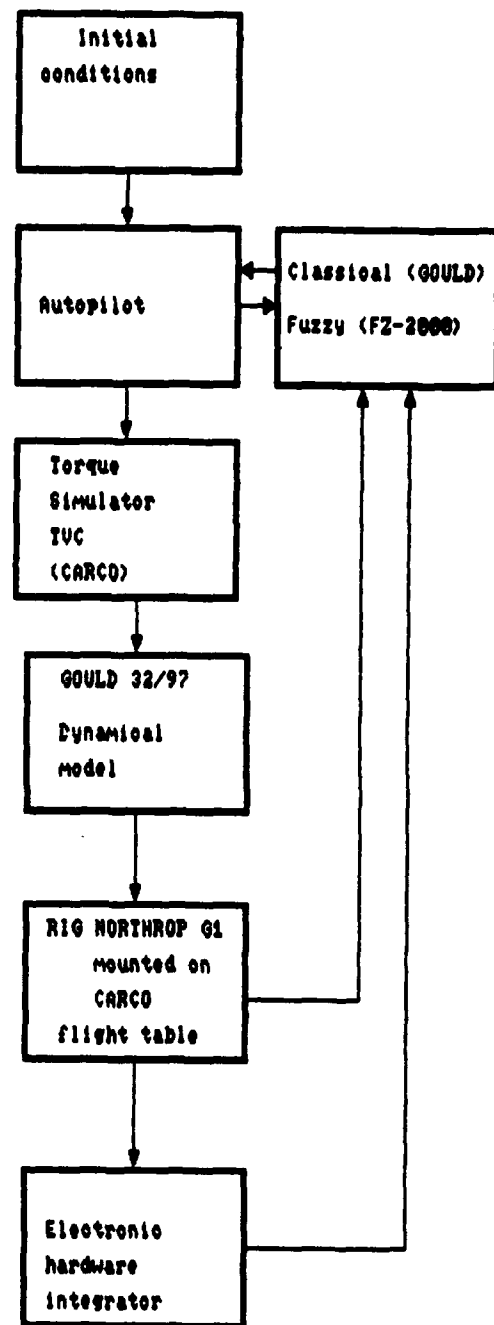 Initial
conditions
Autopilot
Classical (GOULD)
Fuzzy (FZ-2000)
Torque
Simulator
TVC
(CARCO)
GOULD 32/97
Dynamical
model
RIG NORTHROP G1
mounted on
CARCO
flight table
Electronic
hardware
integrator